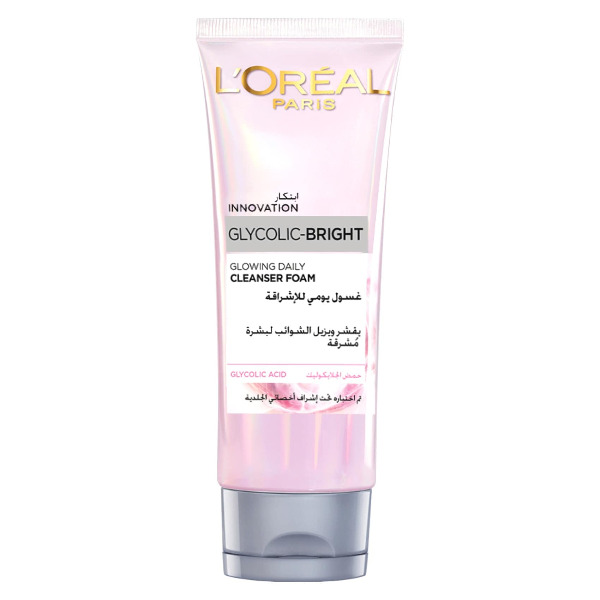 L'ORÉAL
PARIS
ابتكار
INNOVATION
GLYCOLIC-BRIGHT
GLOWING DAILY
CLEANSER FOAM
غسول يومي للإشراقة
يقشر ويزيل الشوائب لبشرة
مُشرقة
GLYCOLIC ACID حمض الجلايكوليك
تم اختباره تحت إشراف أخصائي الجلدية